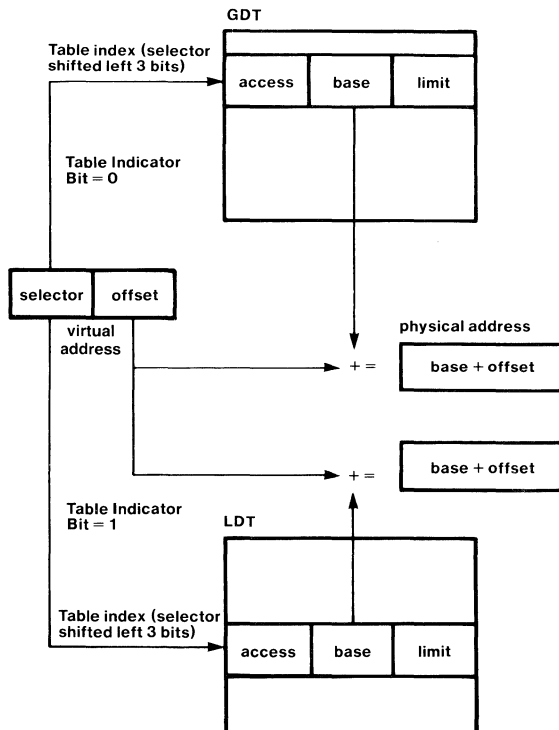 GDT
Table index (selector
shifted left 3 bits)
access base limit
Table Indicator
Bit = 0
selector offset
virtual
address
physical address
+ = base + offset
+ = base + offset
Table Indicator
Bit = 1
LDT
Table index (selector
shifted left 3 bits)
access base limit